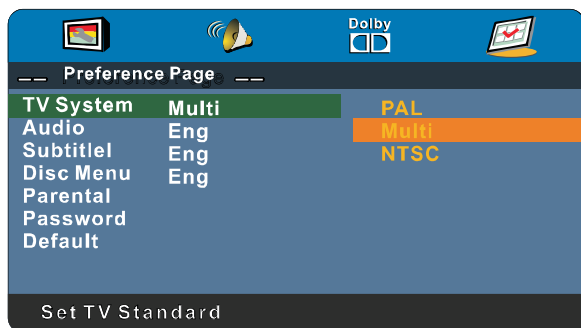 Dolby
__ Preference Page __
TV System Multi PAL
Audio Eng Multi
Subtitlel Eng NTSC
Disc Menu Eng
Parental
Password
Default
Set TV Standard